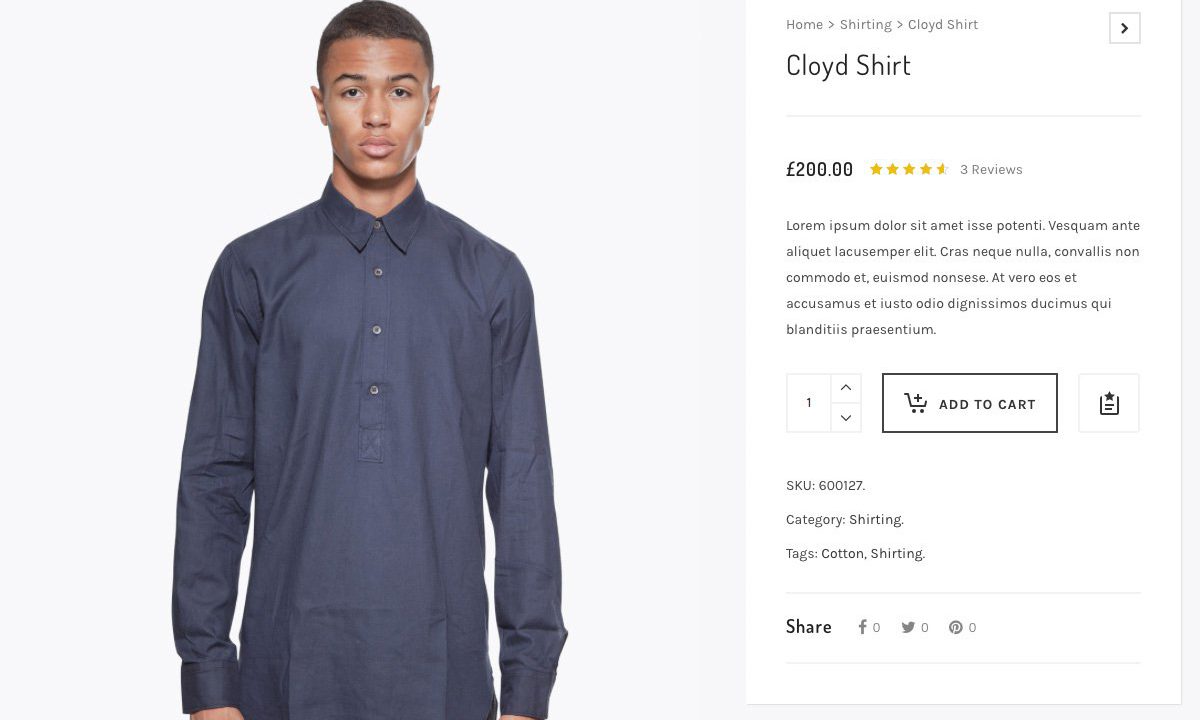 Home > Shirting > Cloyd Shirt
Cloyd Shirt
£200.00 3 Reviews
Lorem ipsum dolor sit amet isse potenti. Vesquam ante
aliquet lacusemper elit. Cras neque nulla, convallis non
commodo et, euismod nonsese. At vero eos et
accusamus et iusto odio dignissimos ducimus qui
blanditiis praesentium.
1 ADD TO CART
SKU: 600127.
Category: Shirting.
Tags: Cotton, Shirting.
Share 0 0 0